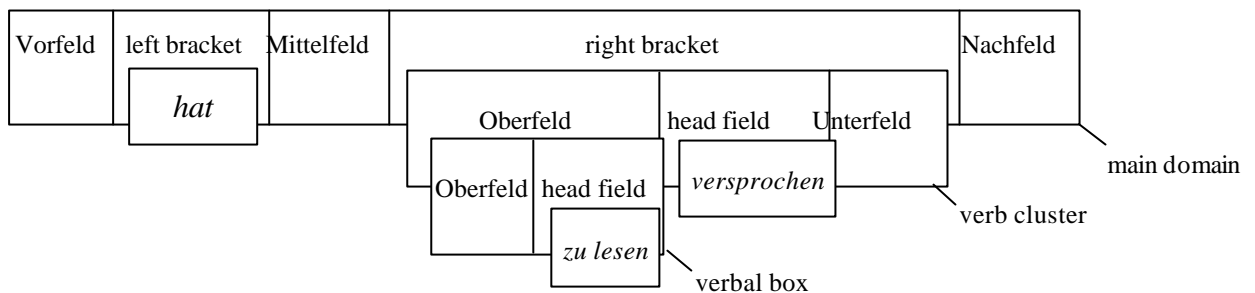 Vorfeld left bracket Mittelfeld right bracket Nachfeld
hat
Oberfeld head field Unterfeld
main domain
Oberfeld head field versprochen
verb cluster
zu lesen
verbal box